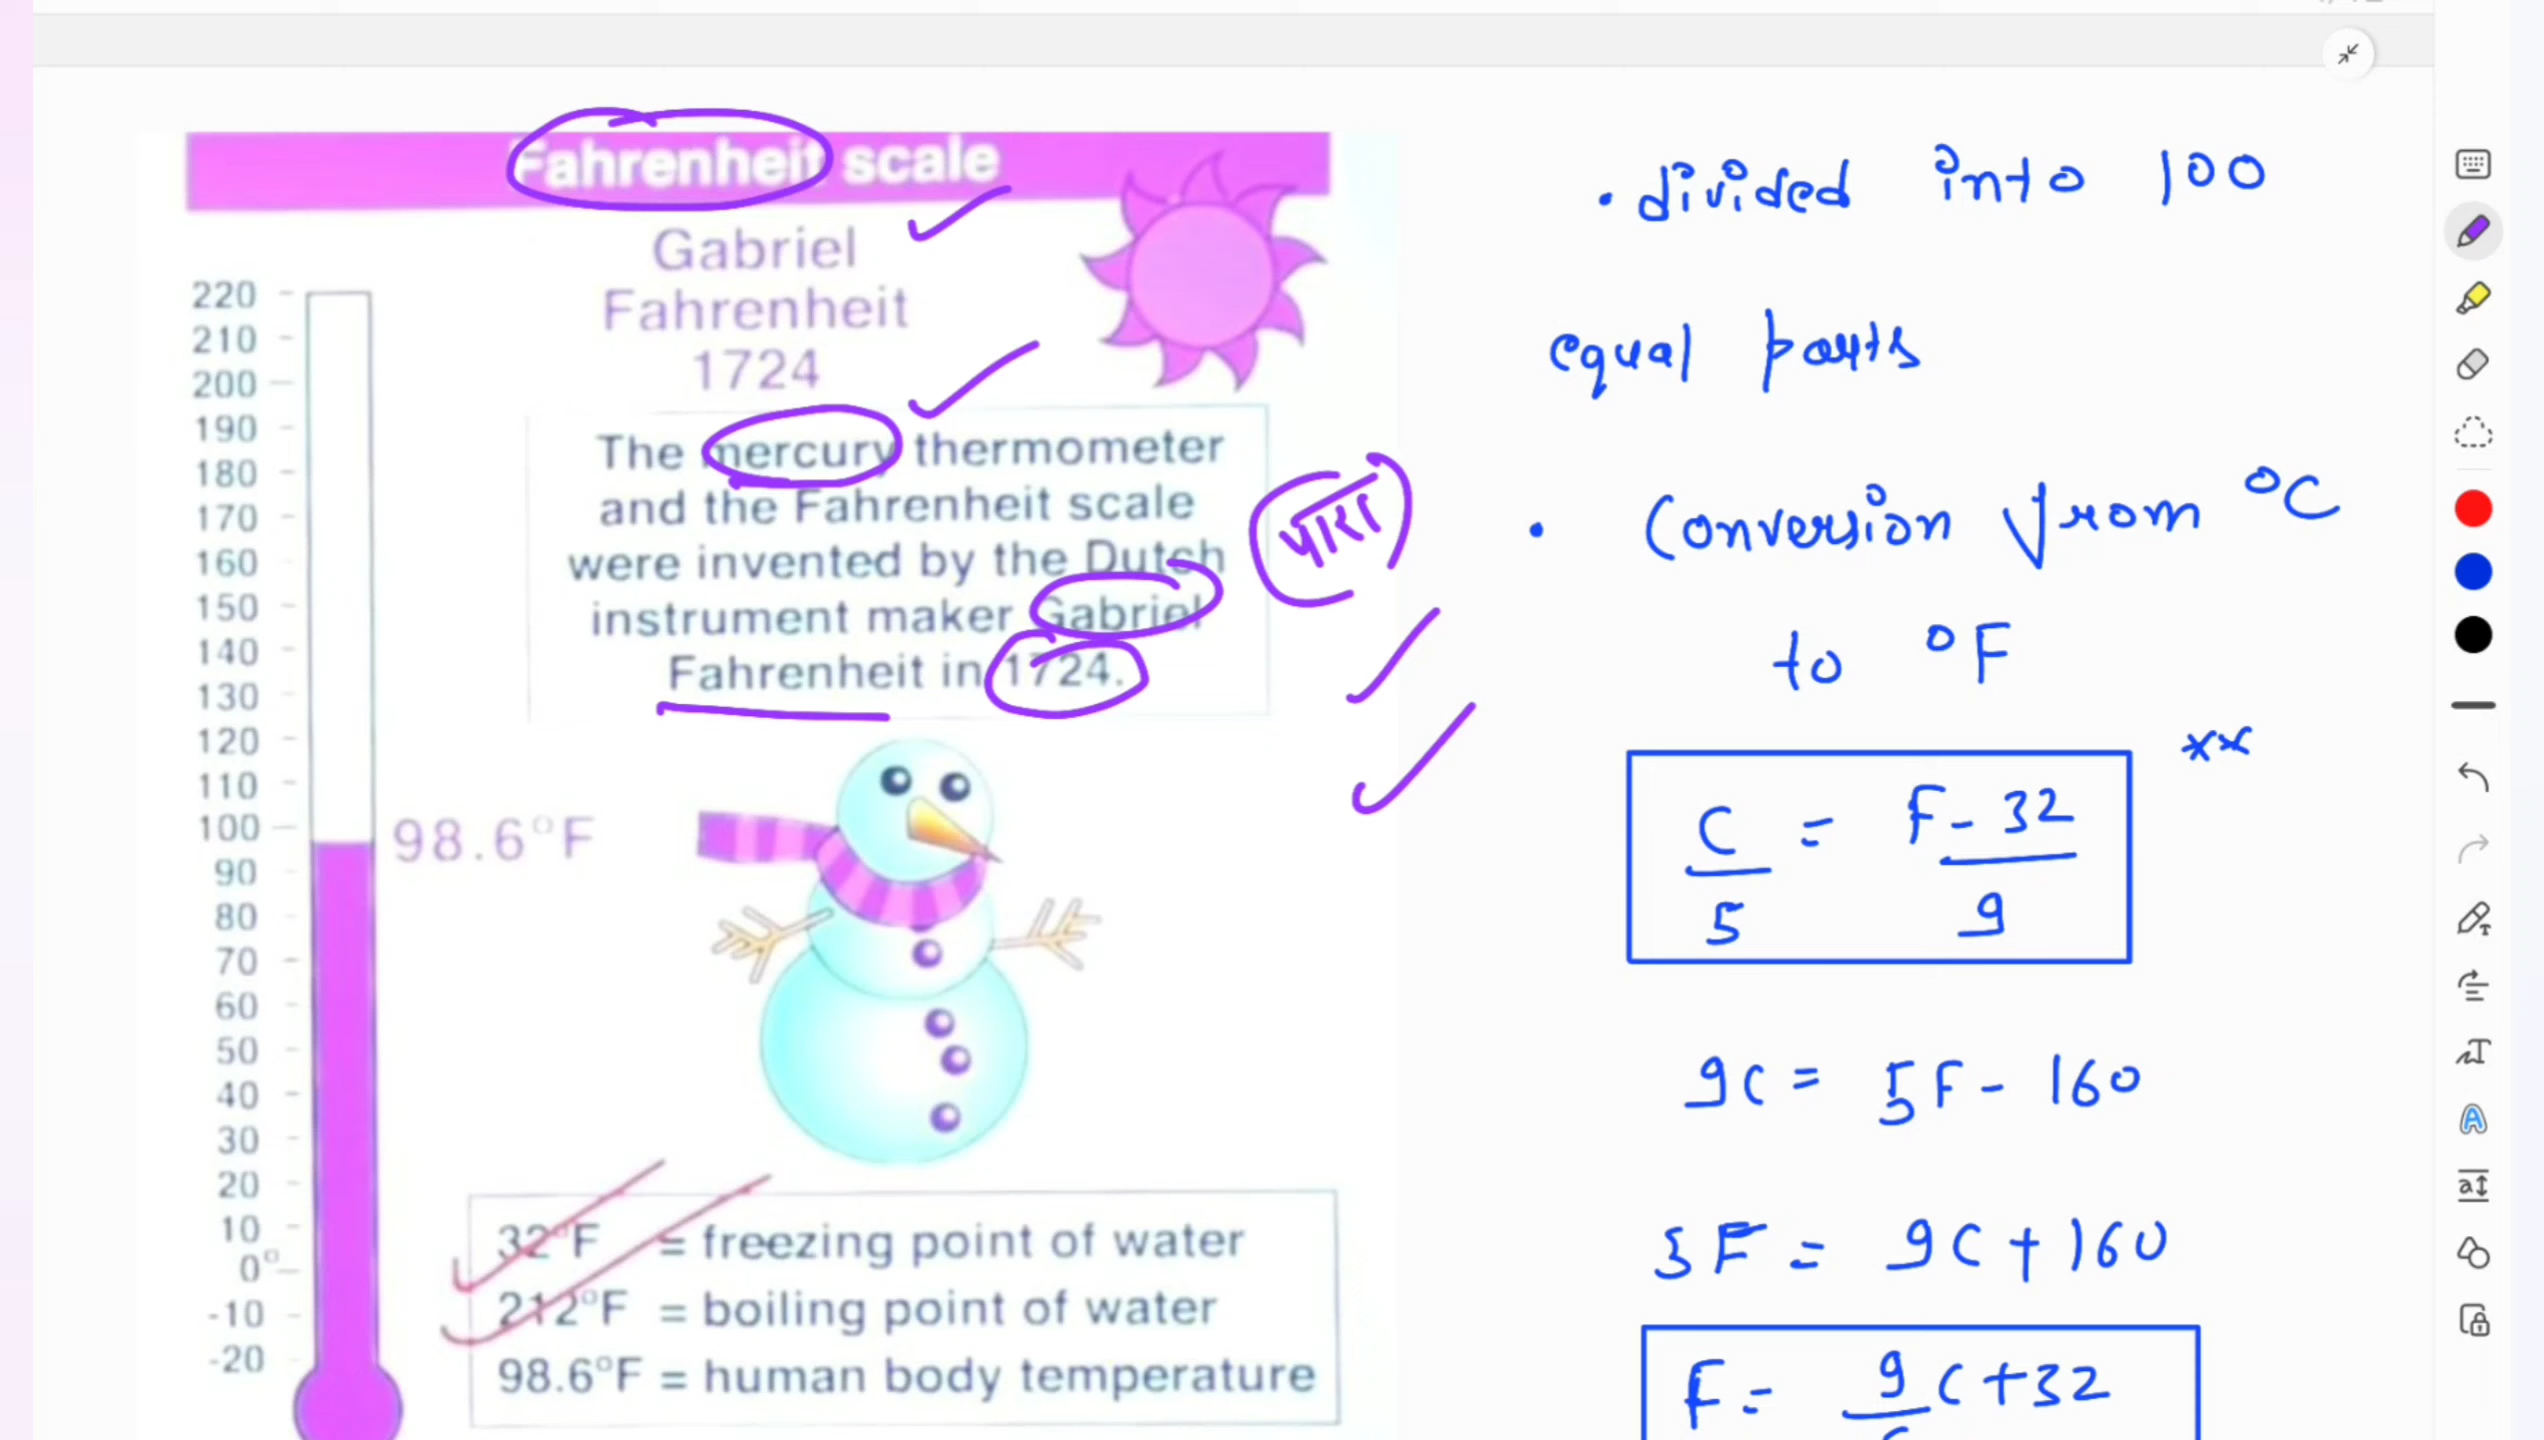 Fahrenheit scale
Gabriel
Fahrenheit
1724
The mercury thermometer
and the Fahrenheit scale
were invented by the Dutch
instrument maker Gabriel
Fahrenheit in 1724.
पारा
220
210
200
190
180
170
160
150
140
130
120
110
100
98.6°F
90
80
70
60
50
40
30
20
10
0°
-10
-20
32°F = freezing point of water
212°F = boiling point of water
98.6°F = human body temperature
• divided into 100
equal parts
• Conversion from °C
to °F
**
C/5 = F-32/9
9C = 5F - 160
5F = 9C + 160
F = 9/5 C + 32